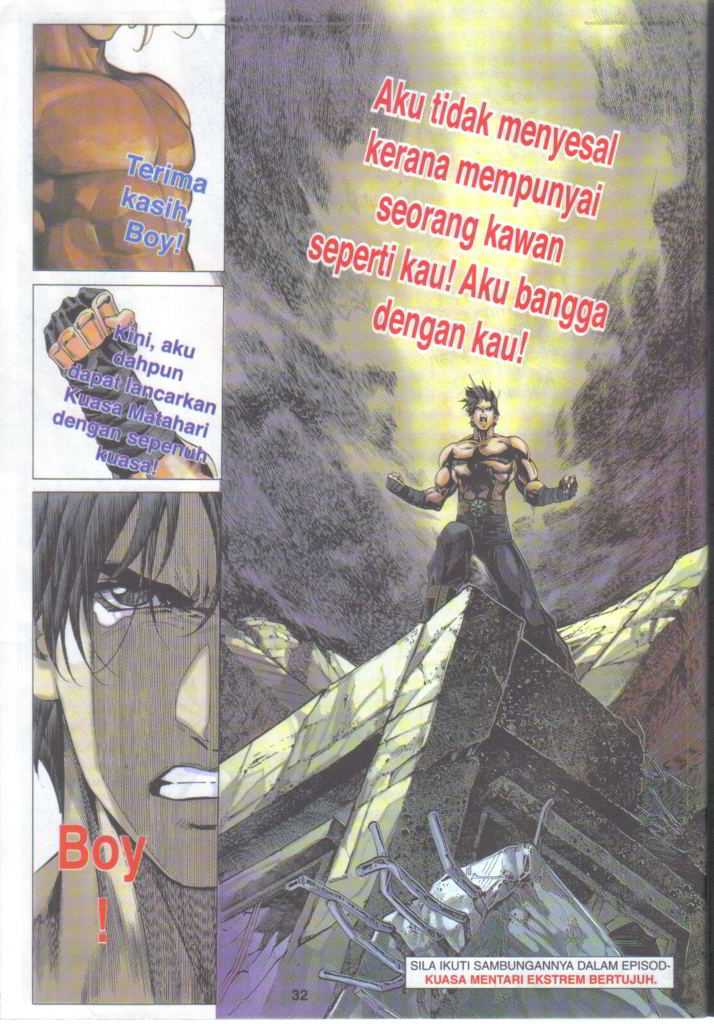 Terima
kasih,
Boy!
Kini, aku
dahpun
dapat lancarkan
Kuasa Matahari
dengan sepenuh
kuasa!
Boy
!
Aku tidak menyesal
kerana mempunyai
seorang kawan
seperti kau! Aku bangga
dengan kau!
SILA IKUTI SAMBUNGANNYA DALAM EPISOD-
KUASA MENTARI EKSTREM BERTUJUH.
32